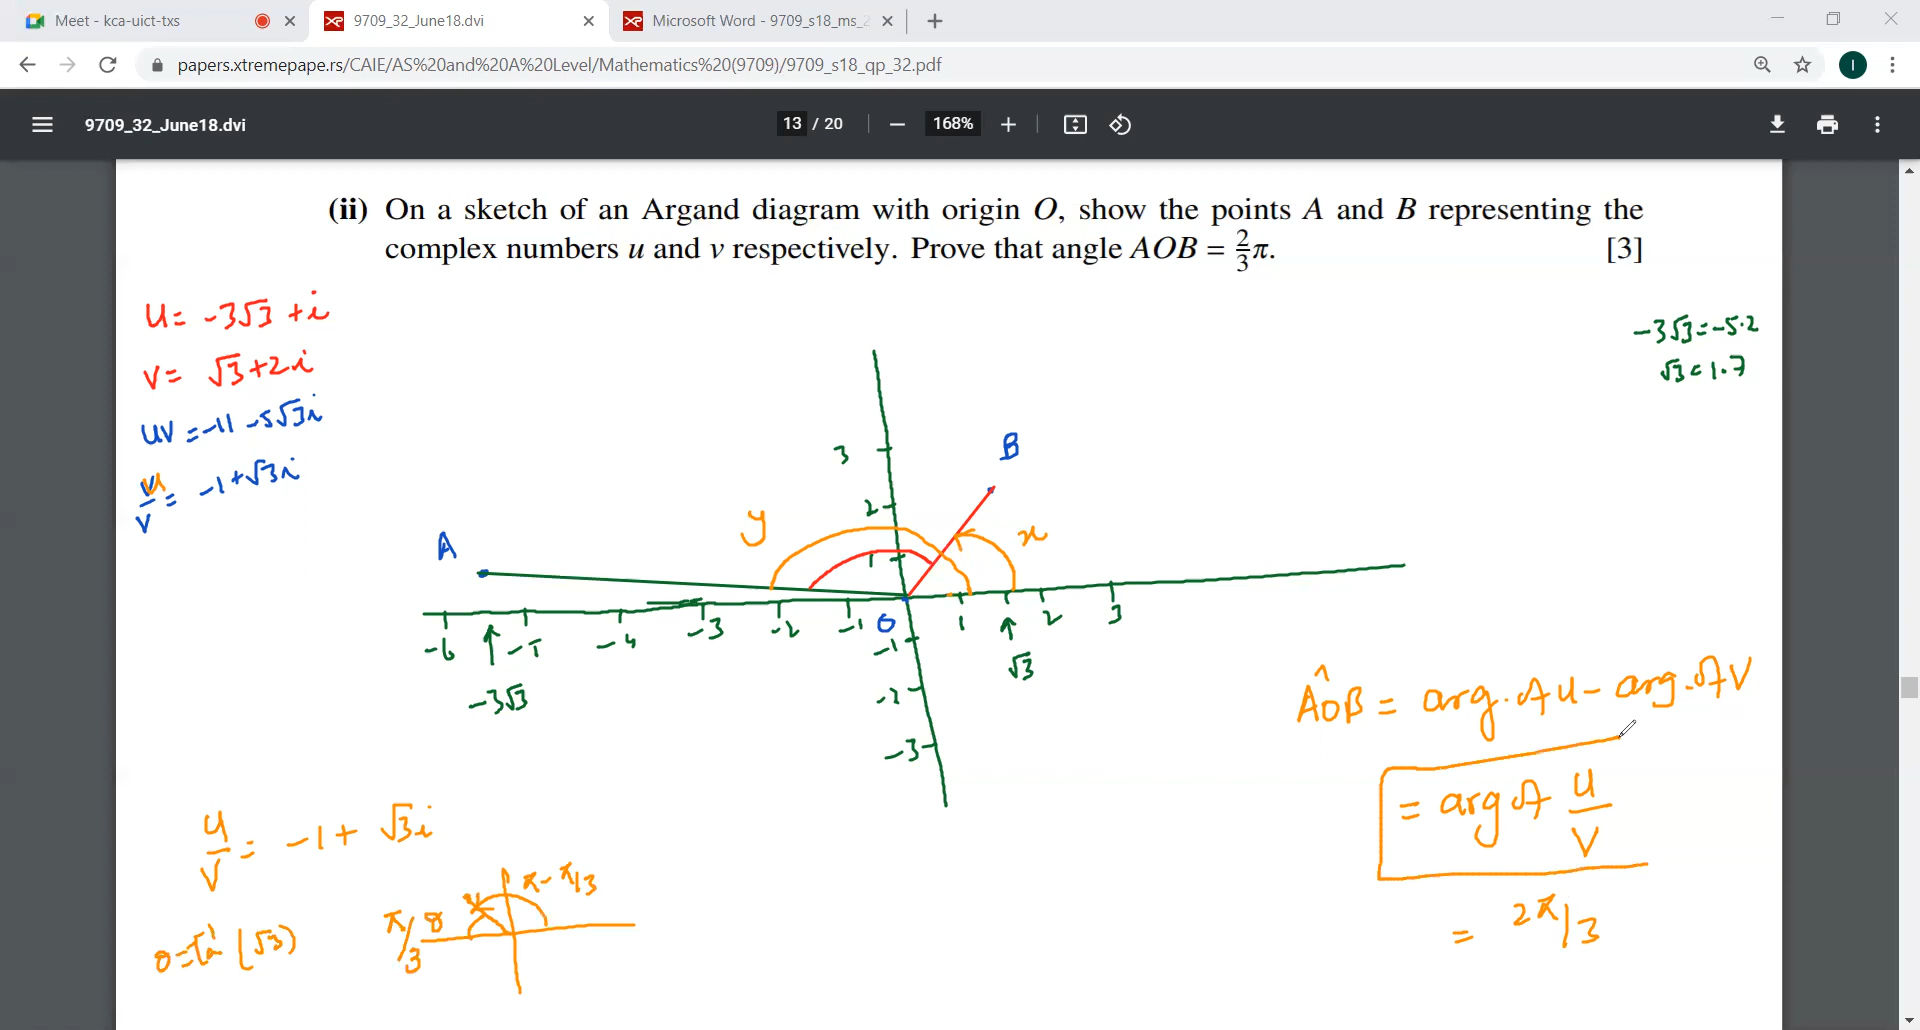 Meet - kca-uict-txs
9709_32_June18.dvi
Microsoft Word - 9709_s18_ms_
papers.xtremepape.rs/CAIE/AS%20and%20A%20Level/Mathematics%20(9709)/9709_s18_qp_32.pdf
I
9709_32_June18.dvi
13 / 20
168%
(ii) On a sketch of an Argand diagram with origin O, show the points A and B representing the
complex numbers u and v respectively. Prove that angle AOB = 2/3 π. [3]
u = -3√3 + i
v = √3 + 2i
uv = -11 - 5√3 i
u/v = -1 + √3 i
-3√3 = -5.2
√3 = 1.7
3
B
2
y
x
A
1
-6
-5
-4
-3
-2
-1
O
1
2
3
-3√3
√3
-1
-2
-3
AÔB = arg. of u - arg. of v
= arg of u/v
= 2π/3
u/v = -1 + √3 i
π - π/3
π/3
θ
θ = tan⁻¹ (√3)